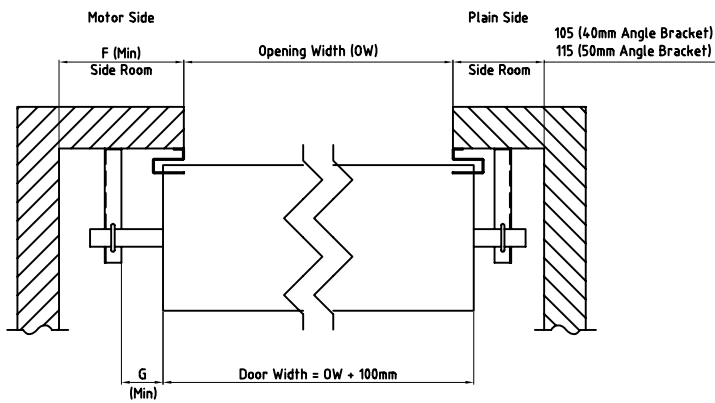 Motor Side
Plain Side
105 (40mm Angle Bracket)
115 (50mm Angle Bracket)
F (Min)
Opening Width (OW)
Side Room
Side Room
G
(Min)
Door Width = OW + 100mm